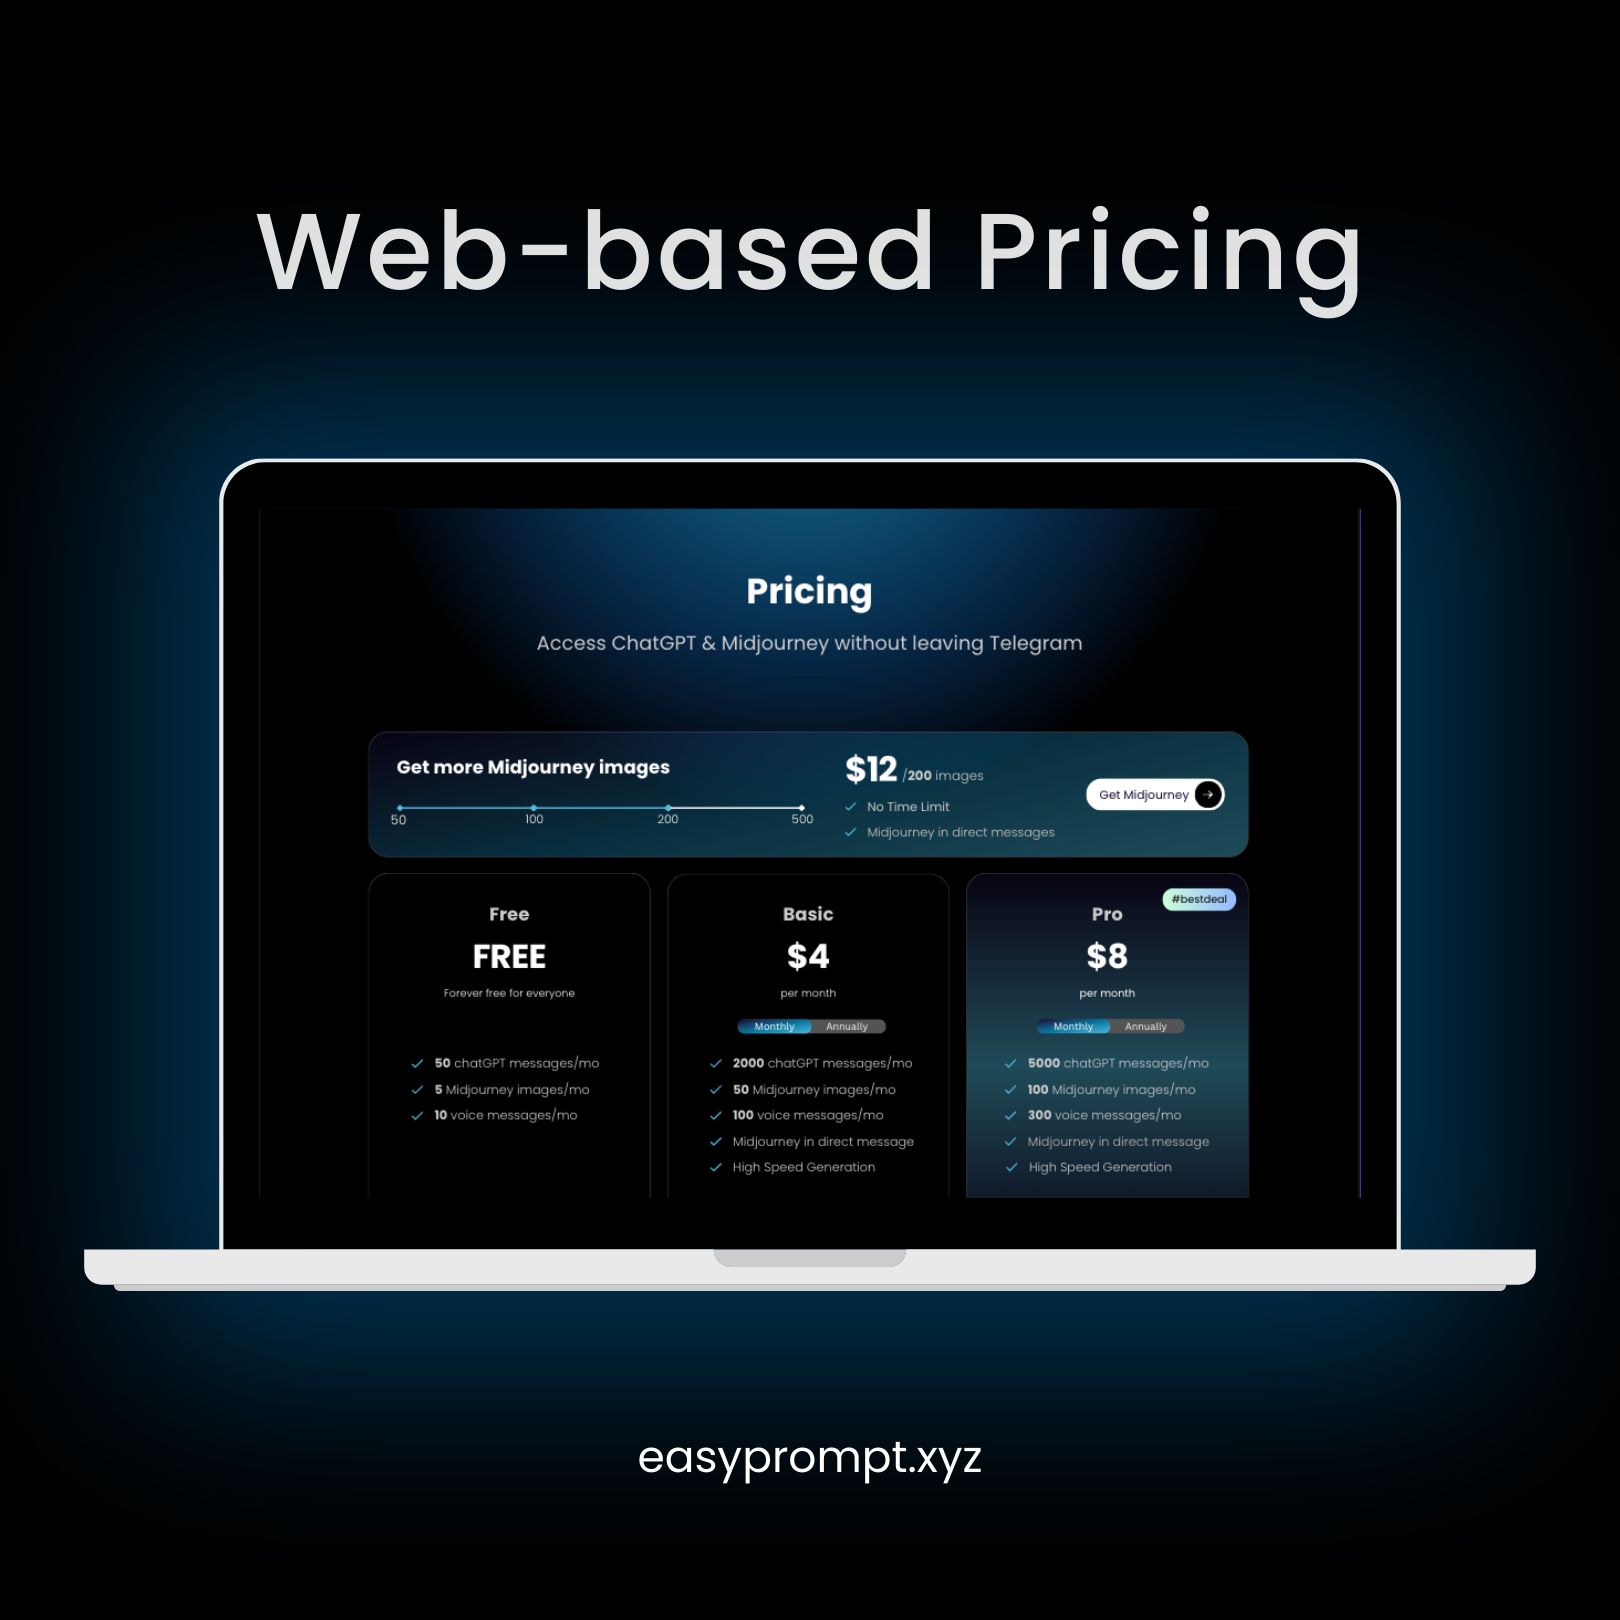 Web-based Pricing
Pricing
Access ChatGPT & Midjourney without leaving Telegram
Get more Midjourney images
50 100 200 500
$12 /200 images
No Time Limit
Midjourney in direct messages
Get Midjourney
Free
FREE
Forever free for everyone
50 chatGPT messages/mo
5 Midjourney images/mo
10 voice messages/mo
Basic
$4
per month
Monthly Annually
2000 chatGPT messages/mo
50 Midjourney images/mo
100 voice messages/mo
Midjourney in direct message
High Speed Generation
#bestdeal
Pro
$8
per month
Monthly Annually
5000 chatGPT messages/mo
100 Midjourney images/mo
300 voice messages/mo
Midjourney in direct message
High Speed Generation
easyprompt.xyz